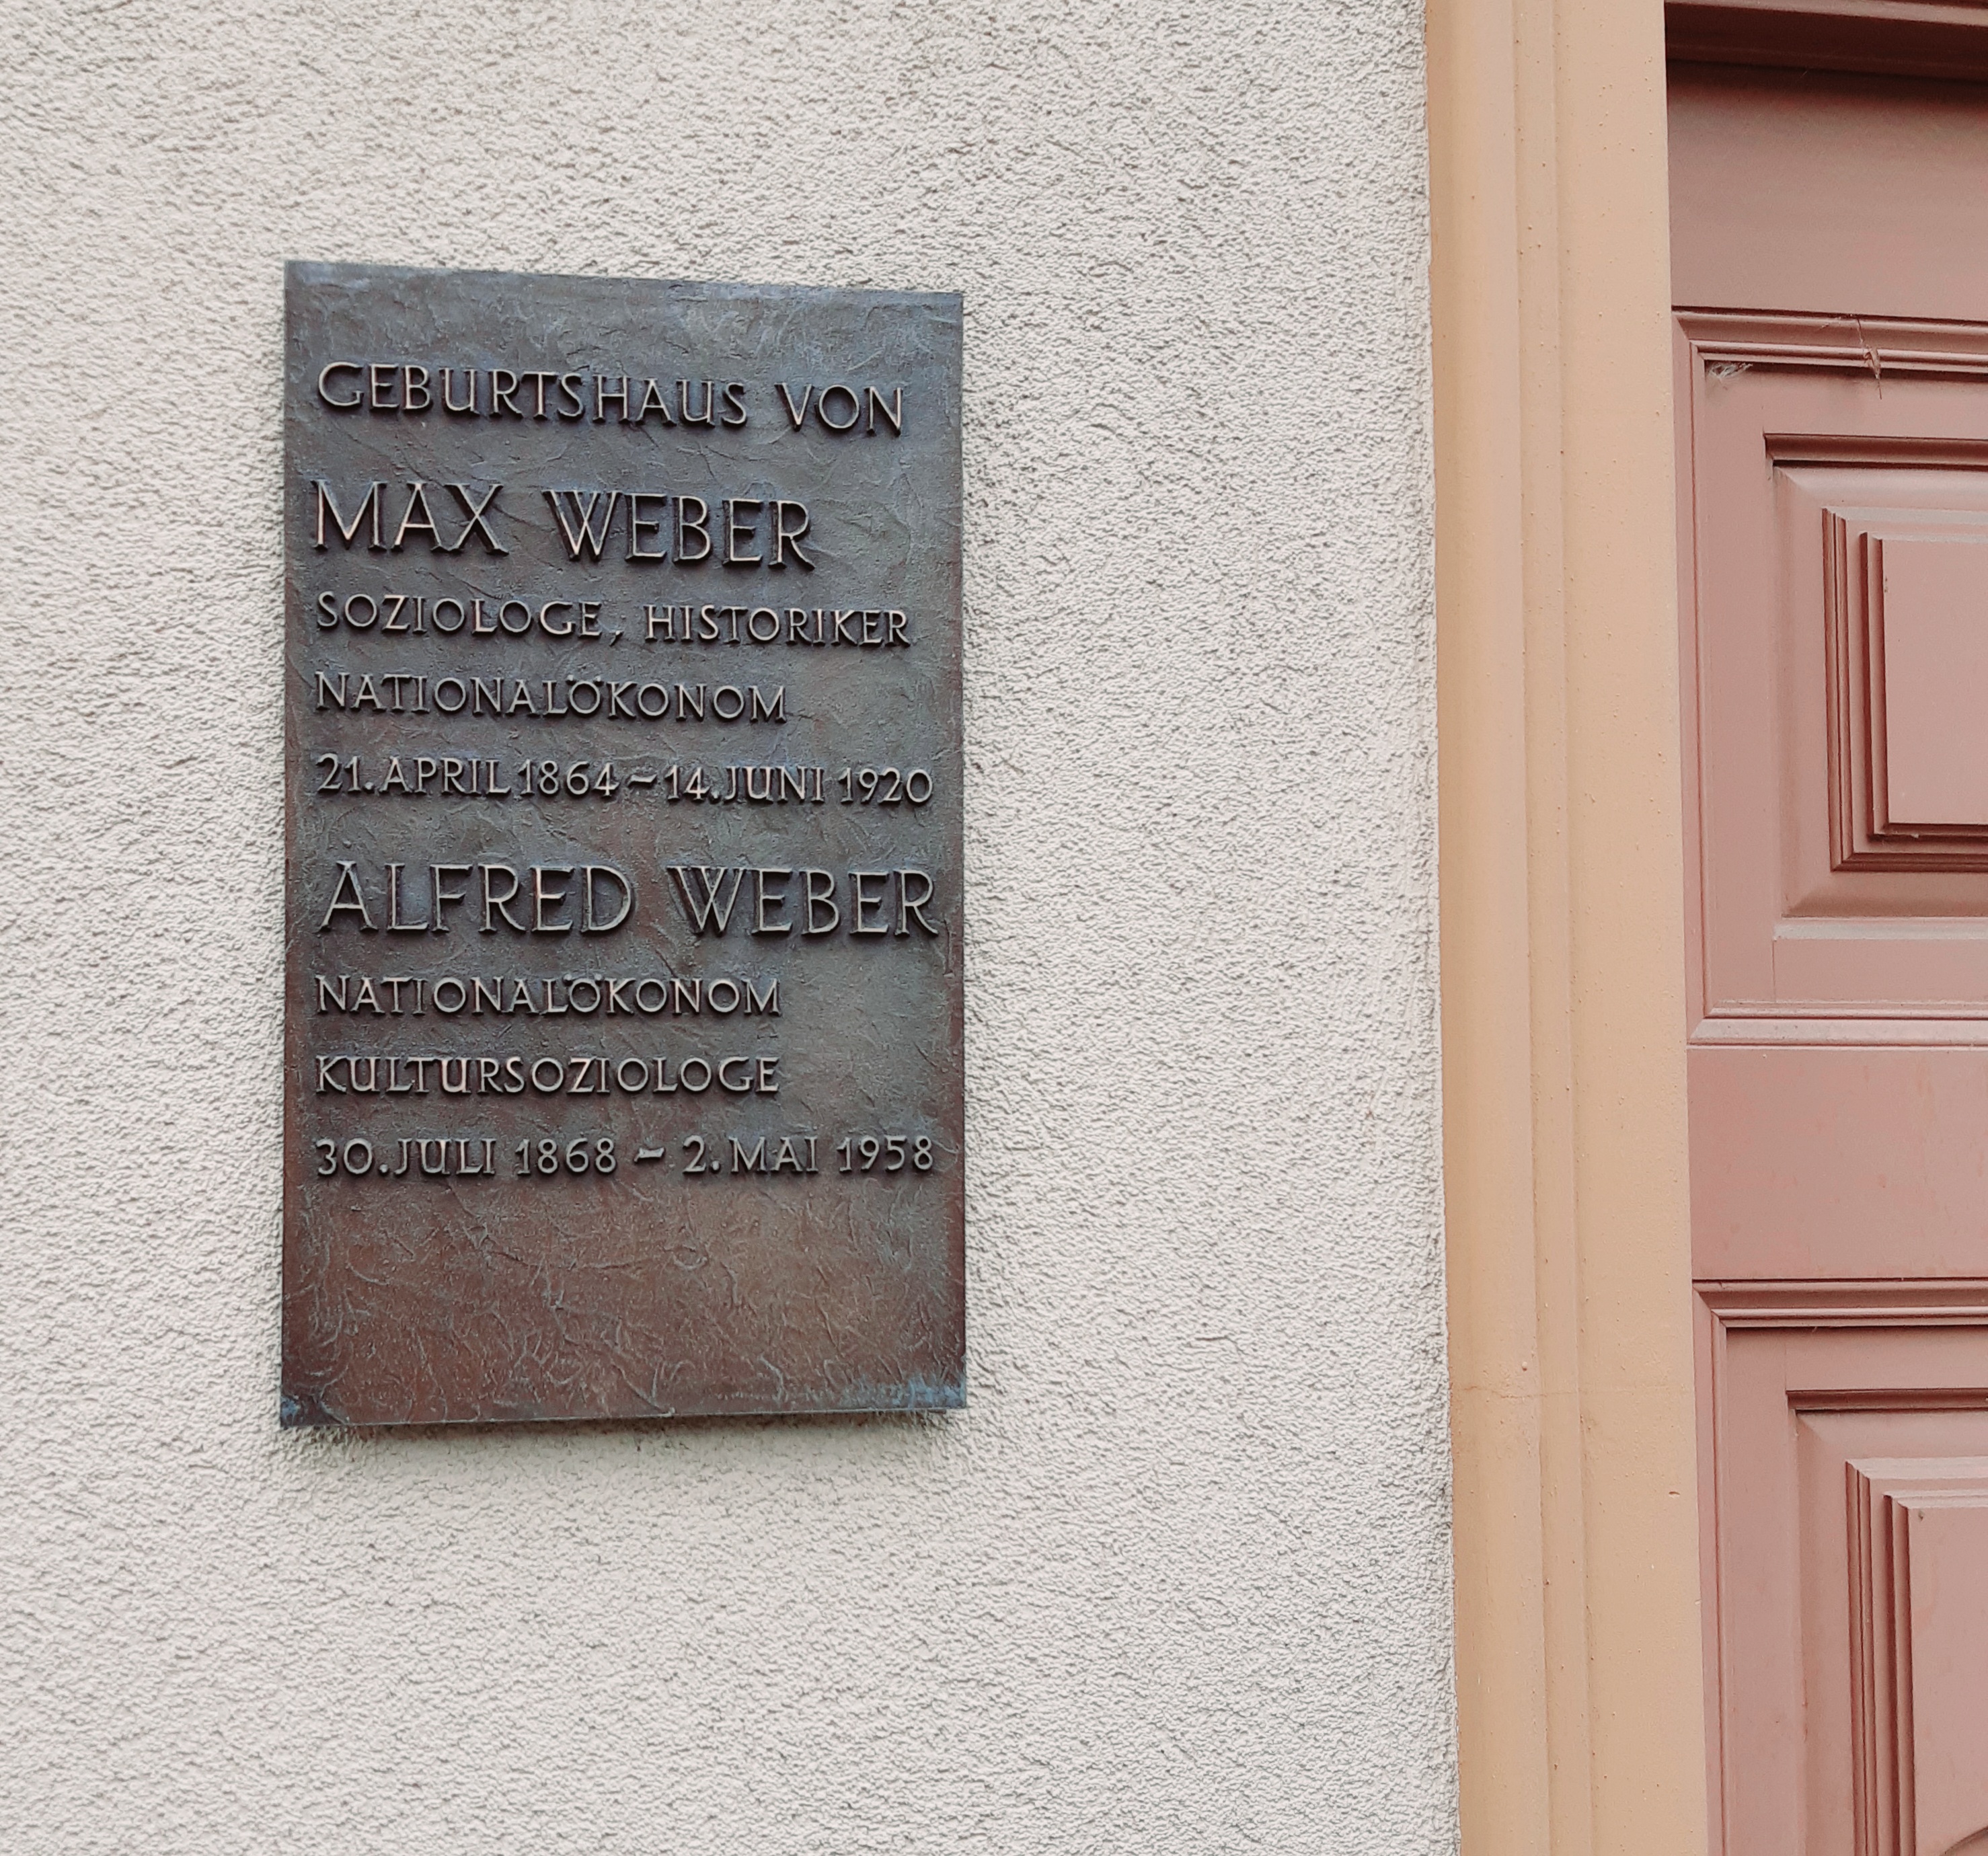 GEBURTSHAUS VON
MAX WEBER
SOZIOLOGE, HISTORIKER
NATIONALÖKONOM
21. APRIL 1864 – 14. JUNI 1920
ALFRED WEBER
NATIONALÖKONOM
KULTURSOZIOLOGE
30. JULI 1868 – 2. MAI 1958